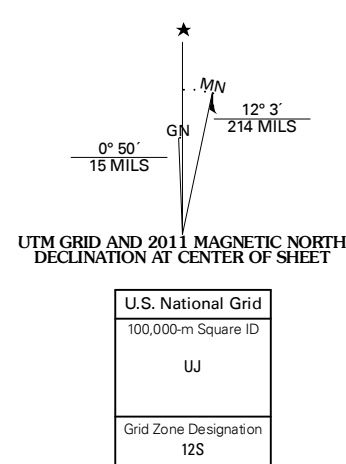 ★
MN
GN
12° 3´
214 MILS
0° 50´
15 MILS
UTM GRID AND 2011 MAGNETIC NORTH
DECLINATION AT CENTER OF SHEET
U.S. National Grid
100,000-m Square ID
UJ
Grid Zone Designation
12S